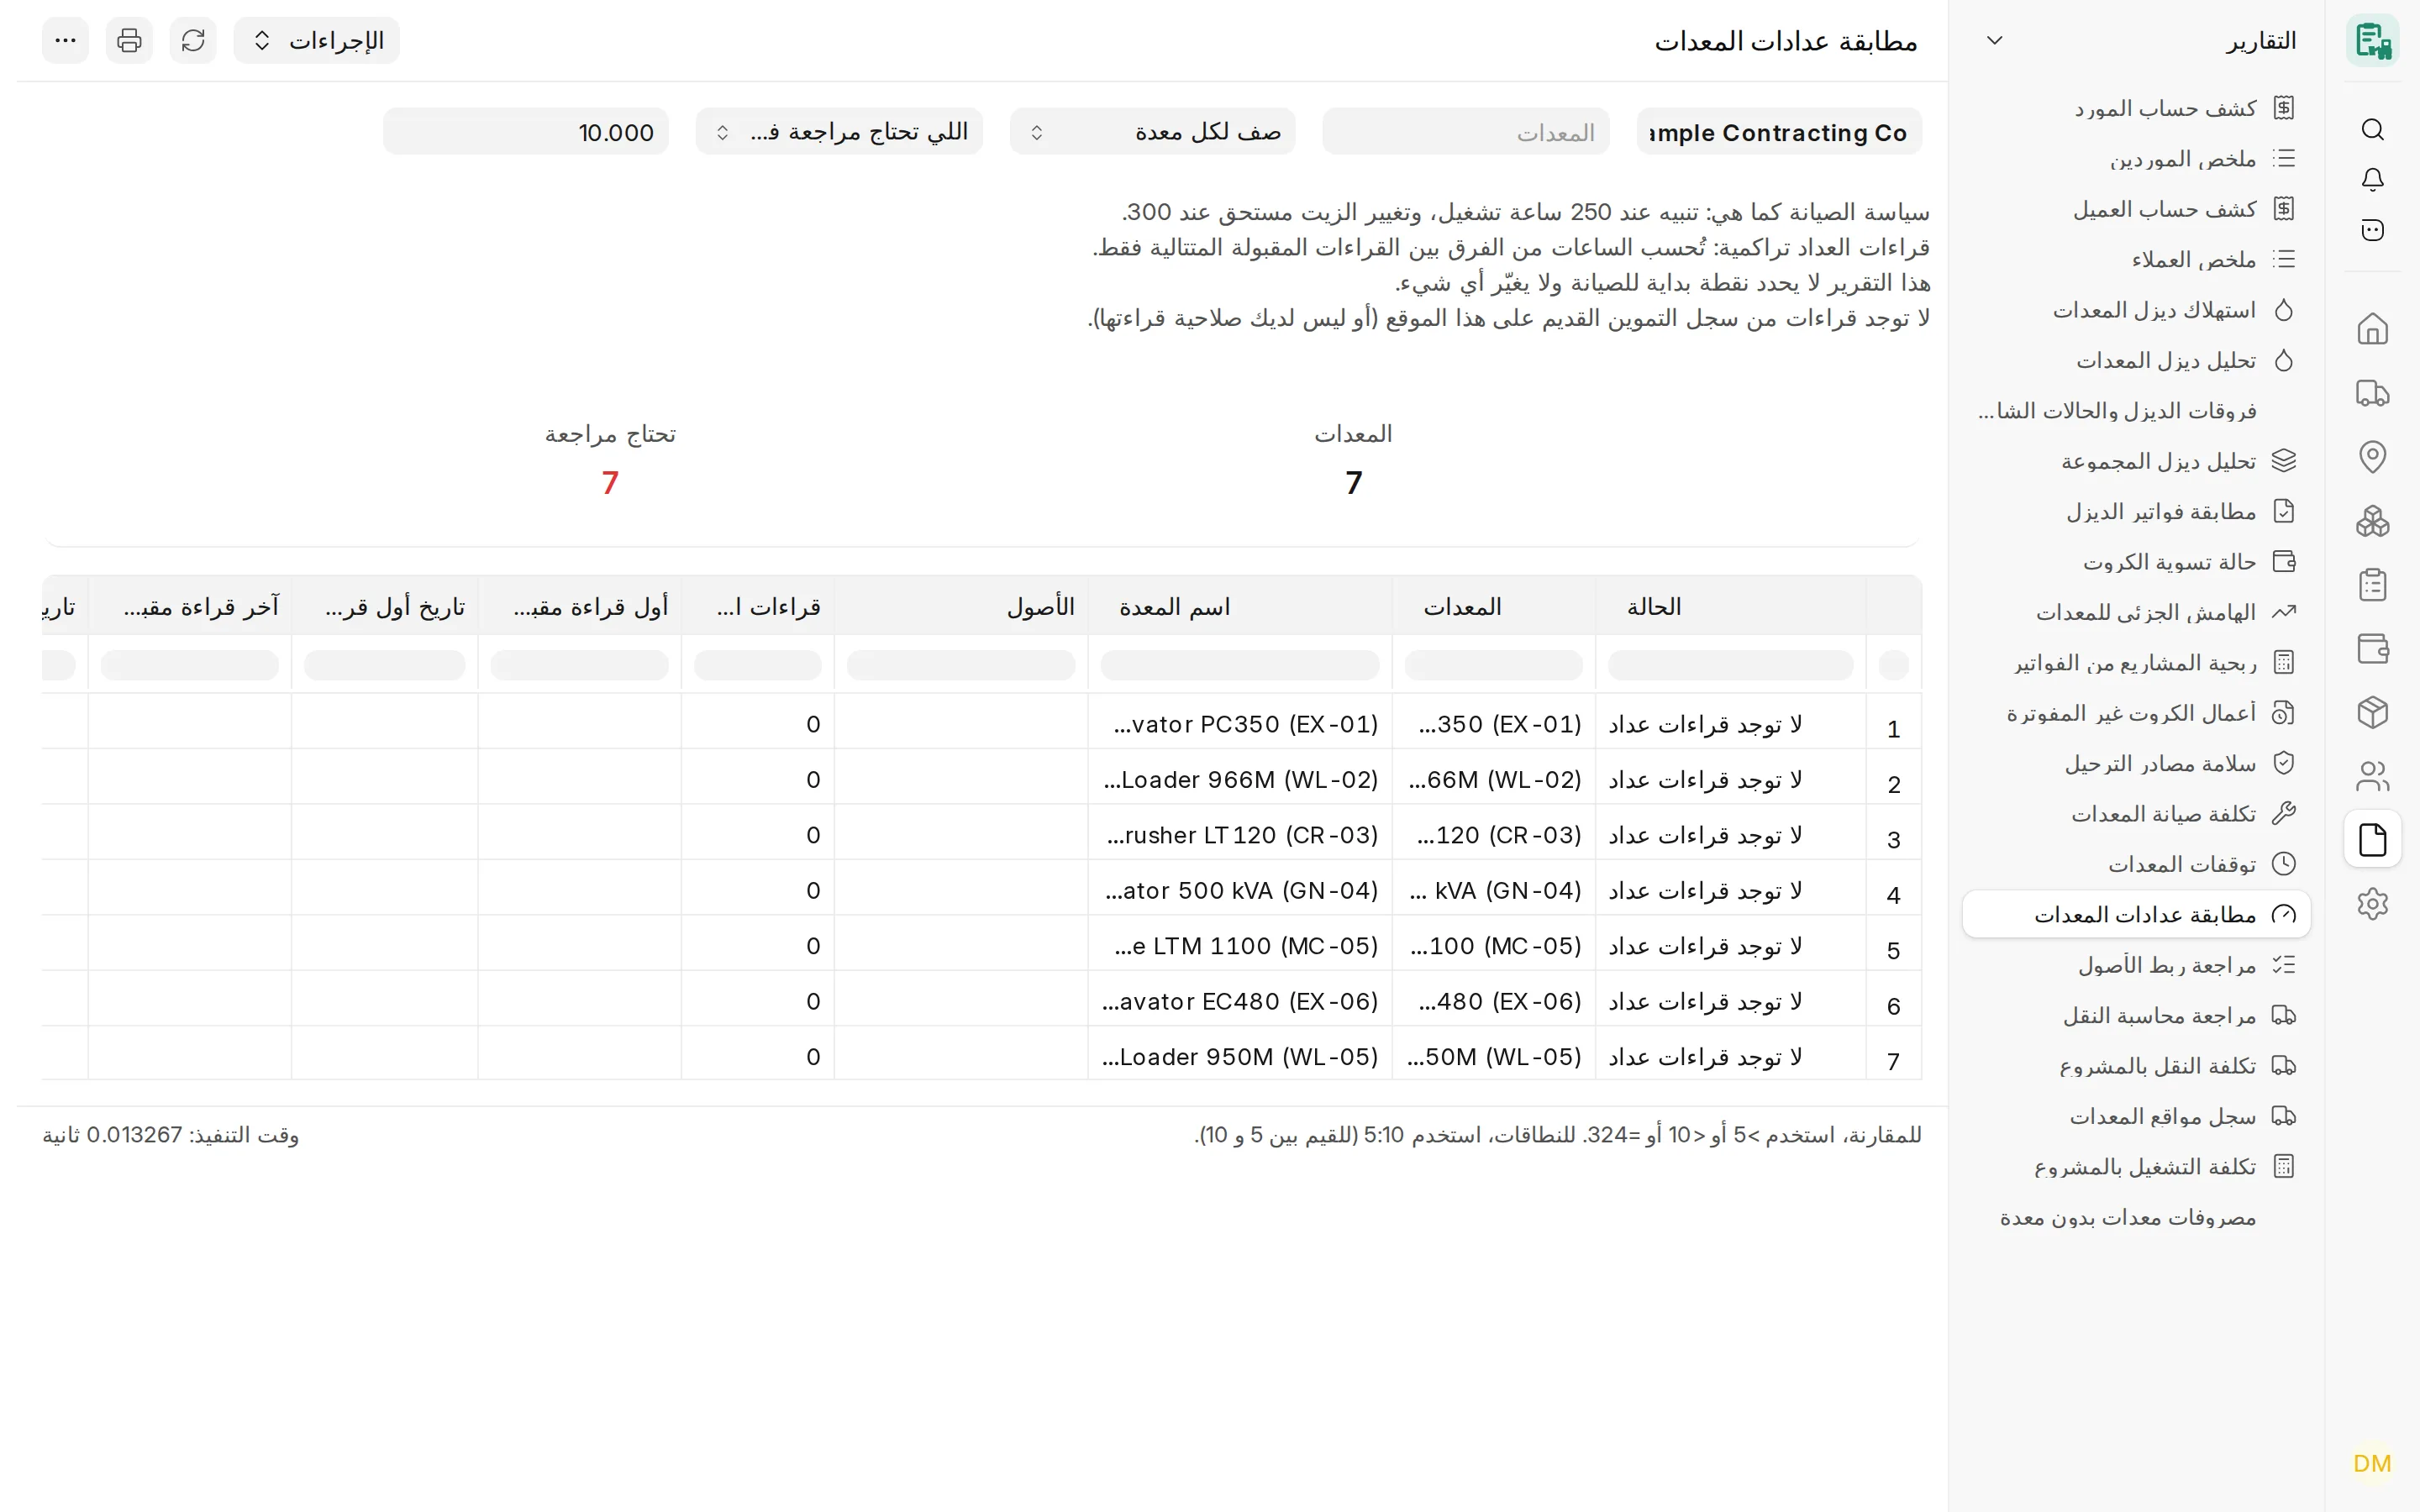 التقارير
كشف حساب المورد
ملخص الموردين
كشف حساب العميل
ملخص العملاء
استهلاك ديزل المعدات
تحليل ديزل المعدات
فروقات الديزل والحالات الشا...
تحليل ديزل المجموعة
مطابقة فواتير الديزل
حالة تسوية الكروت
الهامش الجزئي للمعدات
ربحية المشاريع من الفواتير
أعمال الكروت غير المفوترة
سلامة مصادر الترحيل
تكلفة صيانة المعدات
توقفات المعدات
مطابقة عدادات المعدات
مراجعة ربط الأصول
مراجعة محاسبة النقل
تكلفة النقل بالمشروع
سجل مواقع المعدات
تكلفة التشغيل بالمشروع
مصروفات معدات بدون معدة
DM
مطابقة عدادات المعدات
الإجراءات
ample Contracting Co
المعدات
صف لكل معدة
اللي تحتاج مراجعة ف...
10.000
سياسة الصيانة كما هي: تنبيه عند 250 ساعة تشغيل، وتغيير الزيت مستحق عند 300.
قراءات العداد تراكمية: تُحسب الساعات من الفرق بين القراءات المقبولة المتتالية فقط.
هذا التقرير لا يحدد نقطة بداية للصيانة ولا يغيّر أي شيء.
لا توجد قراءات من سجل التموين القديم على هذا الموقع (أو ليس لديك صلاحية قراءتها).
المعدات
7
تحتاج مراجعة
7
الحالة المعدات اسم المعدة الأصول قراءات ا... أول قراءة مقب... تاريخ أول قر... آخر قراءة مقب... تاريخ
1 لا توجد قراءات عداد ...350 (EX-01) ...vator PC350 (EX-01) 0
2 لا توجد قراءات عداد ...66M (WL-02) ...Loader 966M (WL-02) 0
3 لا توجد قراءات عداد ...120 (CR-03) ...rusher LT120 (CR-03) 0
4 لا توجد قراءات عداد ... kVA (GN-04) ...ator 500 kVA (GN-04) 0
5 لا توجد قراءات عداد ...100 (MC-05) ...e LTM 1100 (MC-05) 0
6 لا توجد قراءات عداد ...480 (EX-06) ...avator EC480 (EX-06) 0
7 لا توجد قراءات عداد ...50M (WL-05) ...Loader 950M (WL-05) 0
للمقارنة، استخدم >5 أو <10 أو =324. للنطاقات، استخدم 5:10 (للقيم بين 5 و 10).
وقت التنفيذ: 0.013267 ثانية